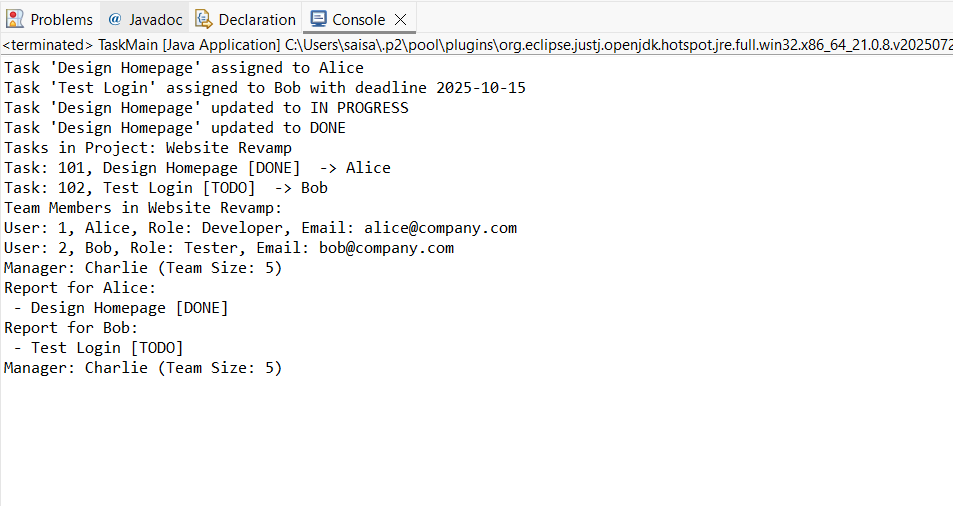 Problems @ Javadoc Declaration Console
<terminated> TaskMain [Java Application] C:\Users\saisa\.p2\pool\plugins\org.eclipse.justj.openjdk.hotspot.jre.full.win32.x86_64_21.0.8.v2025072
Task 'Design Homepage' assigned to Alice
Task 'Test Login' assigned to Bob with deadline 2025-10-15
Task 'Design Homepage' updated to IN PROGRESS
Task 'Design Homepage' updated to DONE
Tasks in Project: Website Revamp
Task: 101, Design Homepage [DONE]  -> Alice
Task: 102, Test Login [TODO]  -> Bob
Team Members in Website Revamp:
User: 1, Alice, Role: Developer, Email: alice@company.com
User: 2, Bob, Role: Tester, Email: bob@company.com
Manager: Charlie (Team Size: 5)
Report for Alice:
 - Design Homepage [DONE]
Report for Bob:
 - Test Login [TODO]
Manager: Charlie (Team Size: 5)